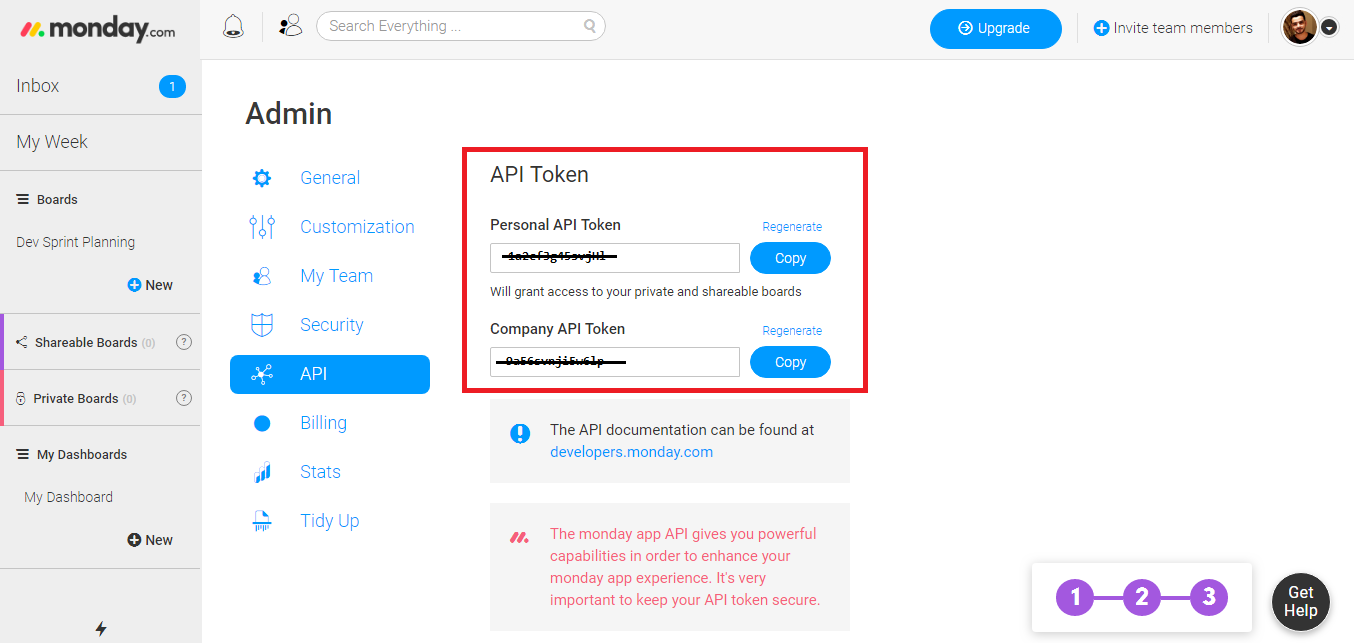 monday.com
Search Everything ...
Upgrade
Invite team members
Inbox
1
My Week
Boards
Dev Sprint Planning
New
Shareable Boards (0)
?
Private Boards (0)
?
My Dashboards
My Dashboard
New
Admin
General
Customization
My Team
Security
API
Billing
Stats
Tidy Up
API Token
Personal API Token
Regenerate
Copy
Will grant access to your private and shareable boards
Company API Token
Regenerate
Copy
The API documentation can be found at
developers.monday.com
The monday app API gives you powerful
capabilities in order to enhance your
monday app experience. It's very
important to keep your API token secure.
1 2 3
Get
Help